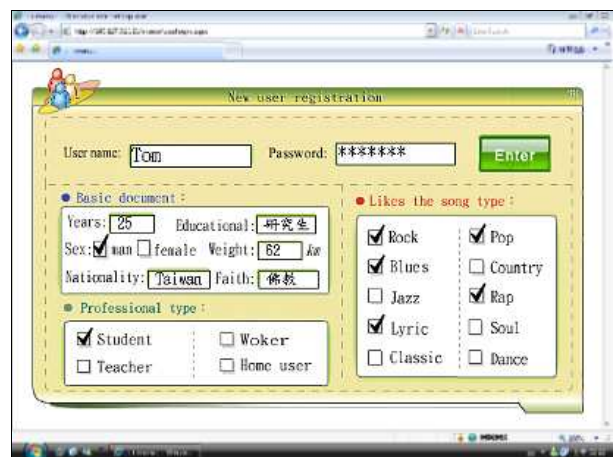 New user registration
User name: Tom Password: ******* Enter
Basic document：
Years: 25 Educational: 研究生
Sex: man female Weight: 62 kw
Nationality: Taiwan Faith: 佛教
Professional type：
Student Woker
Teacher Home user
Likes the song type：
Rock Pop
Blues Country
Jazz Rap
Lyric Soul
Classic Dance